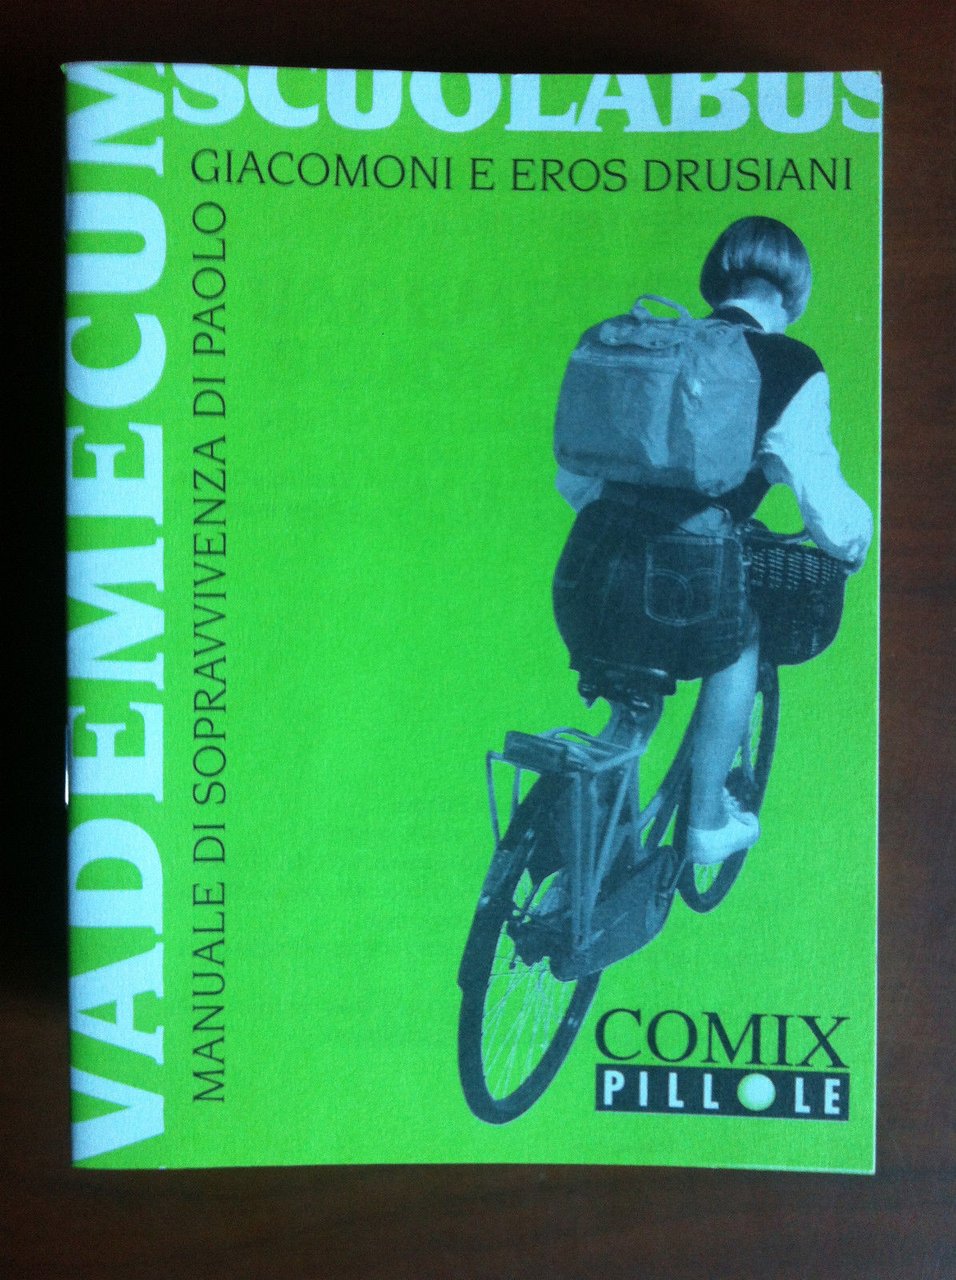 VADEMECUM
SCUOLABUS
MANUALE DI SOPRAVVIVENZA DI PAOLO
GIACOMONI E EROS DRUSIANI
COMIX
PILLOLE